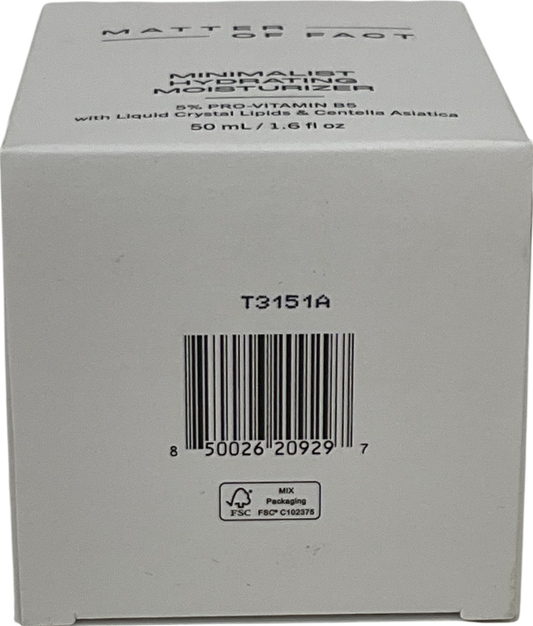 MATTER
OF FACT
MINIMALIST
HYDRATING
MOISTURIZER
5% PRO-VITAMIN B5
with Liquid Crystal Lipids & Centella Asiatica
50 mL / 1.6 fl oz
T3151A
8 50026 20929 7
MIX
Packaging
FSC® C102375
FSC